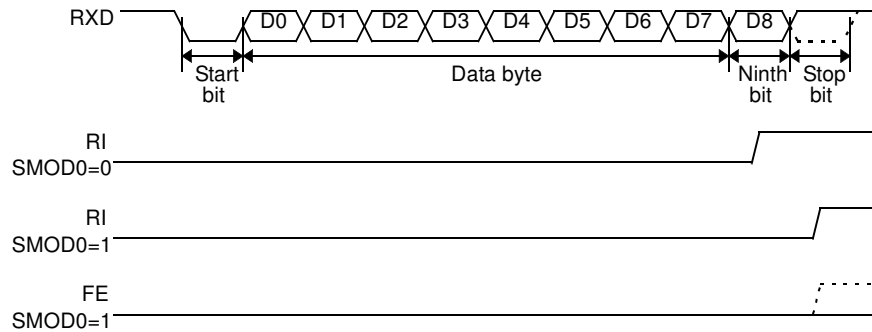 RXD D0 D1 D2 D3 D4 D5 D6 D7 D8
Start bit
Data byte
Ninth bit
Stop bit
RI
SMOD0=0
RI
SMOD0=1
FE
SMOD0=1